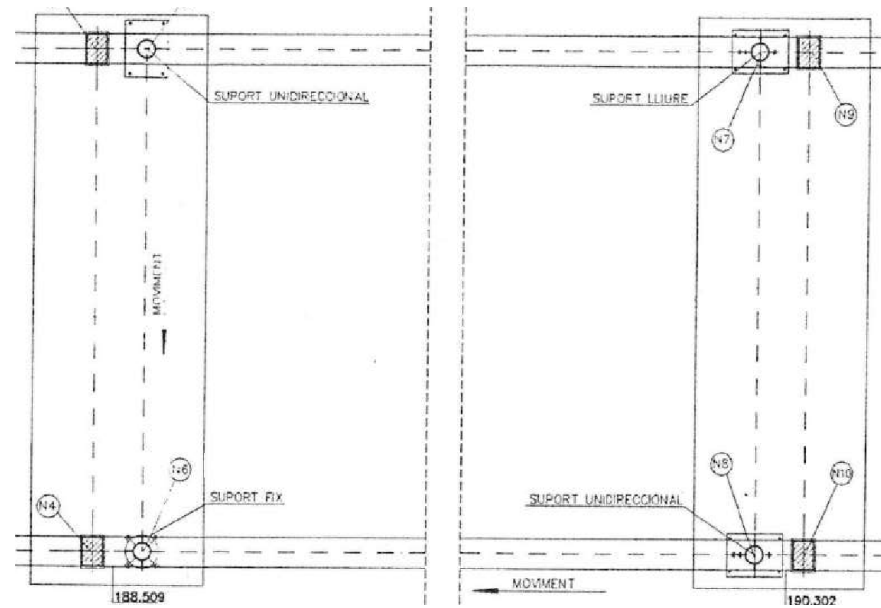 SUPORT UNIDIRECCIONAL
SUPORT LLIURE
N9
N7
MOVIMENT
N6
N8
N4
SUPORT FIX
SUPORT UNIDIRECCIONAL
N10
MOVIMENT
188.509
190.302